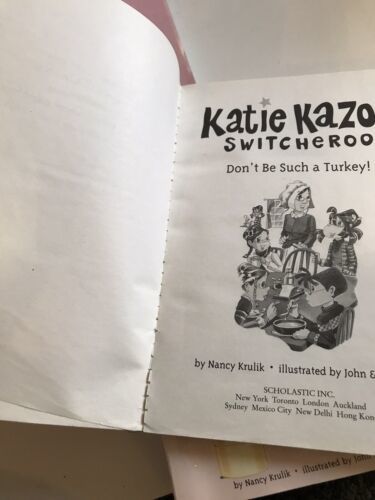 Katie Kazo
SWITCHEROO
Don't Be Such a Turkey!
by Nancy Krulik • illustrated by John &
SCHOLASTIC INC.
New York Toronto London Auckland
Sydney Mexico City New Delhi Hong Kon
by Nancy Krulik • illustrated by John